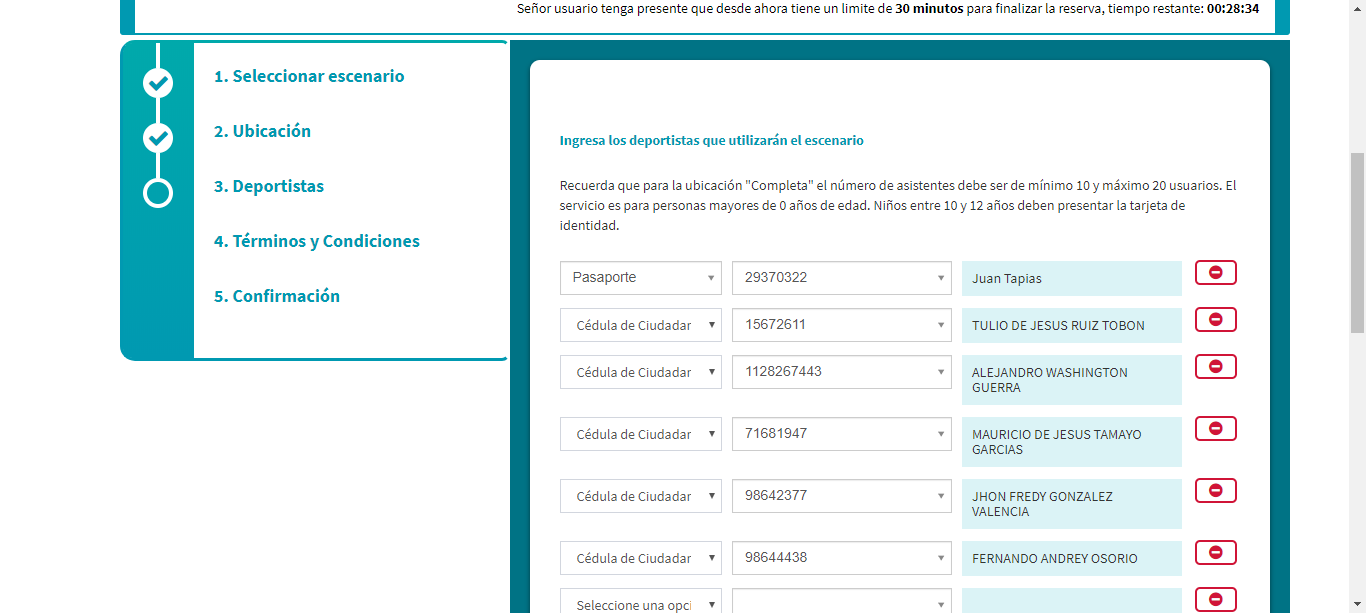 Señor usuario tenga presente que desde ahora tiene un limite de 30 minutos para finalizar la reserva, tiempo restante: 00:28:34
1. Seleccionar escenario
2. Ubicación
3. Deportistas
4. Términos y Condiciones
5. Confirmación
Ingresa los deportistas que utilizarán el escenario
Recuerda que para la ubicación "Completa" el número de asistentes debe ser de mínimo 10 y máximo 20 usuarios. El
servicio es para personas mayores de 0 años de edad. Niños entre 10 y 12 años deben presentar la tarjeta de
identidad.
Pasaporte 29370322 Juan Tapias
Cédula de Ciudadar 15672611 TULIO DE JESUS RUIZ TOBON
Cédula de Ciudadar 1128267443 ALEJANDRO WASHINGTON
GUERRA
Cédula de Ciudadar 71681947 MAURICIO DE JESUS TAMAYO
GARCIAS
Cédula de Ciudadar 98642377 JHON FREDY GONZALEZ
VALENCIA
Cédula de Ciudadar 98644438 FERNANDO ANDREY OSORIO
Seleccione una opci